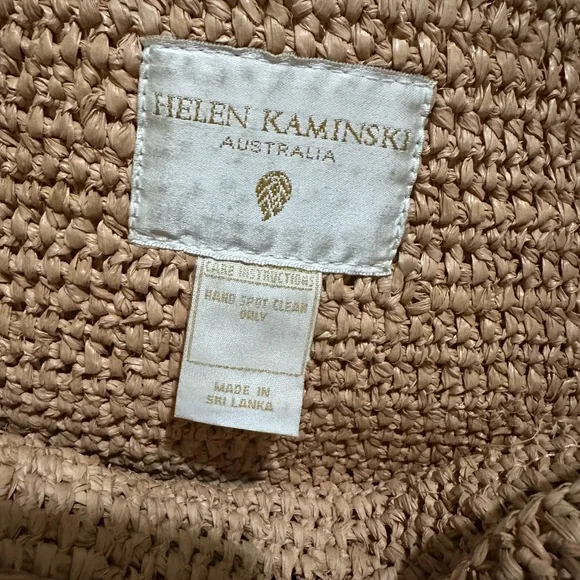 HELEN KAMINSKI
AUSTRALIA
CARE INSTRUCTIONS
HAND SPOT CLEAN
ONLY
MADE IN
SRI LANKA